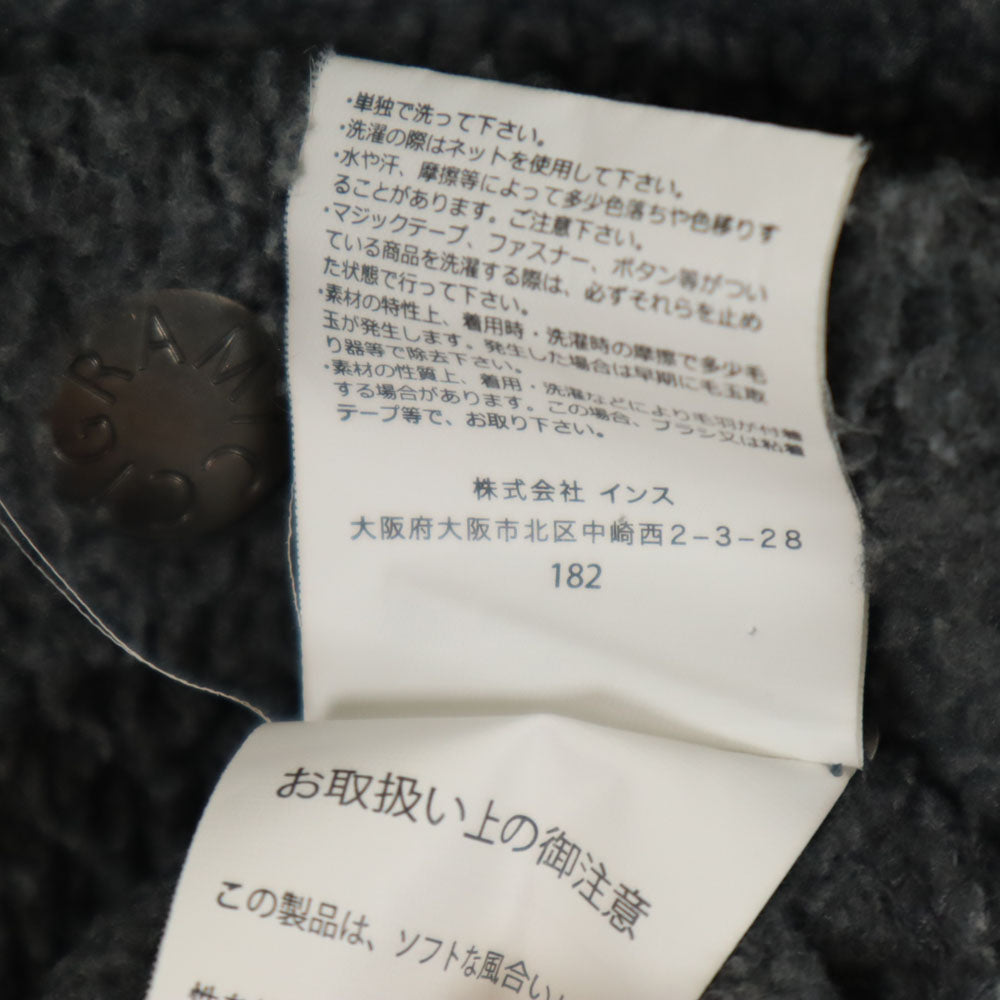 ・単独で洗って下さい。
・洗濯の際はネットを使用して下さい。
・水や汗、摩擦等によって多少色落ちや色移りす
ることがあります。ご注意下さい。
・マジックテープ、ファスナー、ボタン等がつい
ている商品を洗濯する際は、必ずそれらを止め
た状態で行って下さい。
・素材の特性上、着用時・洗濯時の摩擦で多少毛
玉が発生します。発生した場合は早期に毛玉取
り器等で除去下さい。
・素材の性質上、着用・洗濯などにより毛羽が付着
する場合があります。この場合、ブラシ又は粘着
テープ等で、お取り下さい。
株式会社 インス
大阪府大阪市北区中崎西2-3-28
182
GRAMICCI
お取扱い上の御注意
この製品は、ソフトな風合い